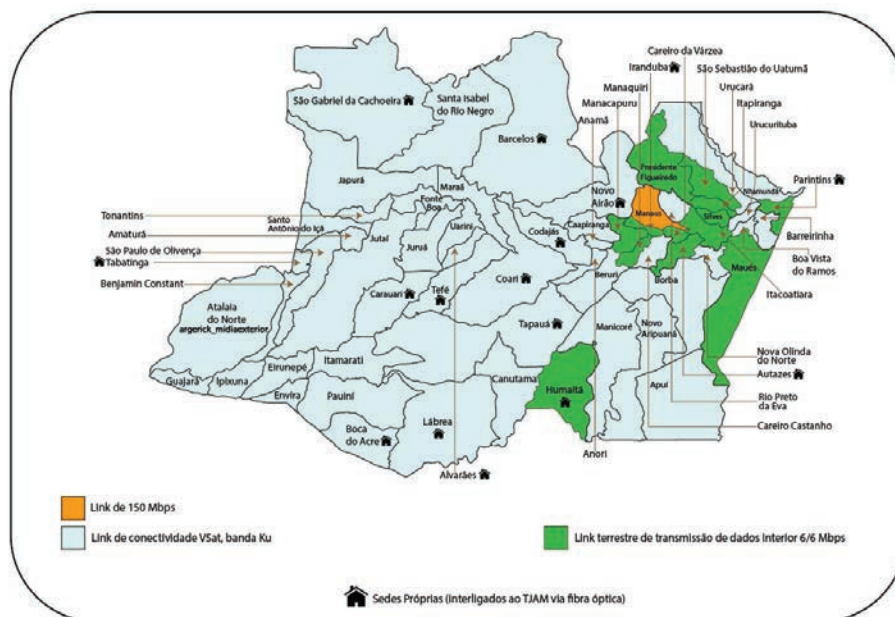 Careiro da Várzea
Iranduba
São Sebastião do Uatumã
Manaquiri
Urucará
Manacapuru
Itapiranga
Anamã
Urucurituba
São Gabriel da Cachoeira
Santa Isabel
do Rio Negro
Barcelos
Presidente
Figueiredo
Nhamundá
Parintins
Japurá
Maraã
Novo
Airão
Fonte
Boa
Manaus
Silves
Tonantins
Santo
Antônio do Içá
Uarini
Codajás
Caapiranga
Barreirinha
Amaturá
Jutaí
São Paulo de Olivença
Juruá
Boa Vista
do Ramos
Tabatinga
Maués
Benjamin Constant
Coari
Beruri
Borba
Itacoatiara
Tefé
Carauari
Atalaia
do Norte
argerick_midiaexterior
Tapauá
Manicoré
Novo
Aripuanã
Nova Olinda
do Norte
Itamarati
Autazes
Eirunepé
Guajará
Ipixuna
Canutama
Humaitá
Apuí
Envira
Pauini
Rio Preto
da Eva
Lábrea
Boca
do Acre
Careiro Castanho
Anori
Alvarães
Link de 150 Mbps
Link de conectividade VSat, banda Ku
Link terrestre de transmissão de dados Interior 6/6 Mbps
Sedes Próprias (interligados ao TJAM via fibra óptica)